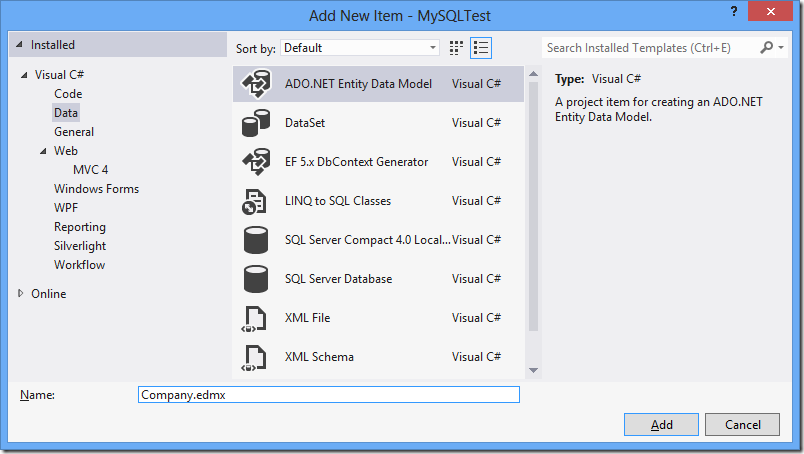 Add New Item - MySQLTest
?
Installed
Sort by: Default
Search Installed Templates (Ctrl+E)
Visual C#
Code
Data
General
Web
MVC 4
Windows Forms
WPF
Reporting
Silverlight
Workflow
Online
ADO.NET Entity Data Model Visual C#
DataSet Visual C#
EF 5.x DbContext Generator Visual C#
LINQ to SQL Classes Visual C#
SQL Server Compact 4.0 Local... Visual C#
SQL Server Database Visual C#
XML File Visual C#
XML Schema Visual C#
Type: Visual C#
A project item for creating an ADO.NET
Entity Data Model.
Name: Company.edmx
Add Cancel